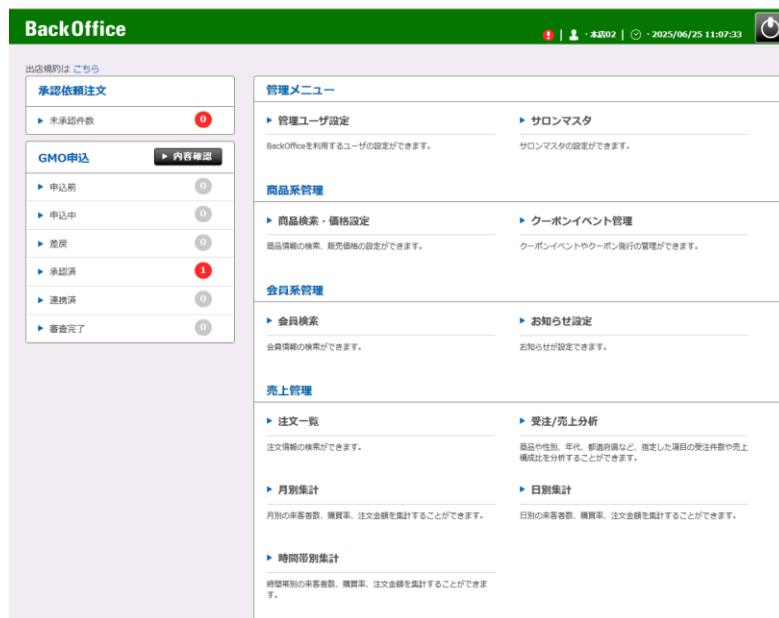 BackOffice
! | ・本店02 | ・2025/06/25 11:07:33
出店規約は こちら
承認依頼注文
未承認件数 0
GMO申込 内容確認
申込前 0
申込中 0
差戻 0
承認済 1
連携済 0
審査完了 0
管理メニュー
管理ユーザ設定
BackOfficeを利用するユーザの設定ができます。
サロンマスタ
サロンマスタの設定ができます。
商品系管理
商品検索・価格設定
商品情報の検索、販売価格の設定ができます。
クーポンイベント管理
クーポンイベントやクーポン発行の管理ができます。
会員系管理
会員検索
会員情報の検索ができます。
お知らせ設定
お知らせが設定できます。
売上管理
注文一覧
注文情報の検索ができます。
受注/売上分析
商品や性別、年代、都道府県など、指定した項目の受注件数や売上
構成比を分析することができます。
月別集計
月別の来客者数、購買率、注文金額を集計することができます。
日別集計
日別の来客者数、購買率、注文金額を集計することができます。
時間帯別集計
時間帯別の来客者数、購買率、注文金額を集計することができま
す。